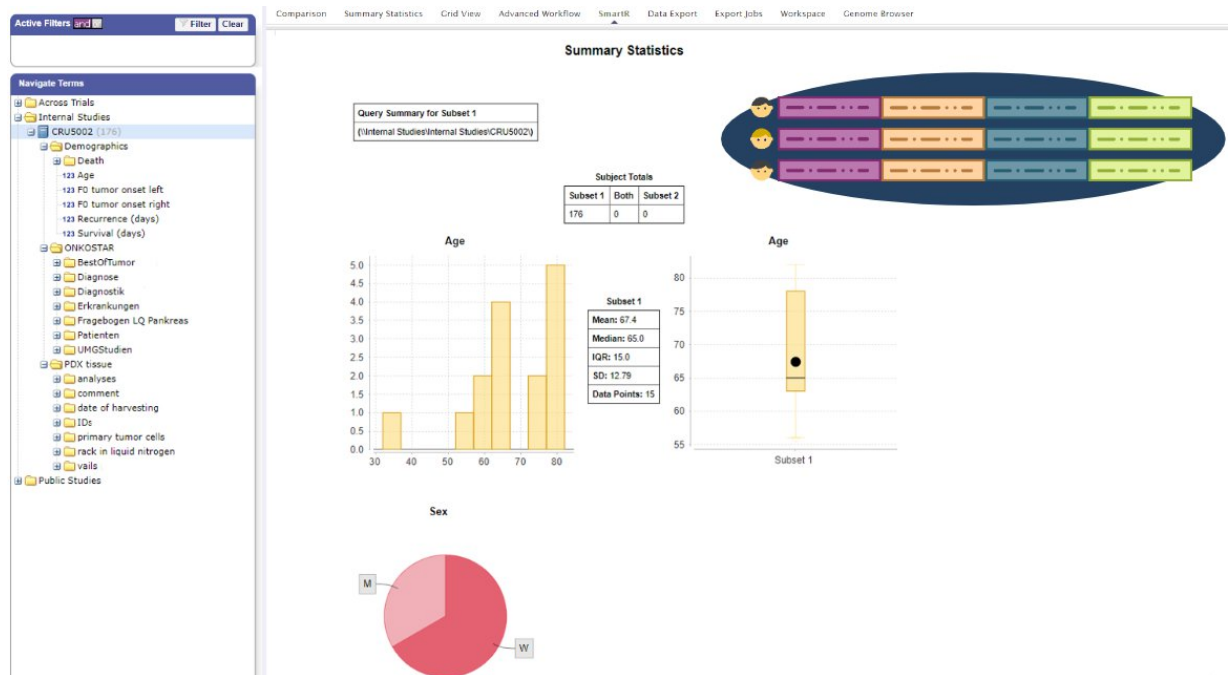 Active Filters and or Filter Clear
Navigate Terms
Across Trials
Internal Studies
CRU5002 (176)
Demographics
Death
123 Age
123 F0 tumor onset left
123 F0 tumor onset right
123 Recurrence (days)
123 Survival (days)
ONKOSTAR
BestOfTumor
Diagnose
Diagnostik
Erkrankungen
Fragebogen LQ Pankreas
Patienten
UMGStudien
PDX tissue
analyses
comment
date of harvesting
IDs
primary tumor cells
rack in liquid nitrogen
vails
Public Studies
Comparison Summary Statistics Grid View Advanced Workflow SmartR Data Export Export Jobs Workspace Genome Browser
Summary Statistics
Query Summary for Subset 1
(\\Internal Studies\Internal Studies\CRU5002\)
Subject Totals
Subset 1 Both Subset 2
176 0 0
Age
5.0
4.5
4.0
3.5
3.0
2.5
2.0
1.5
1.0
0.5
0.0
30 40 50 60 70 80
Subset 1
Mean: 67.4
Median: 65.0
IQR: 15.0
SD: 12.79
Data Points: 15
Age
80
75
70
65
60
55
Subset 1
Sex
M
W